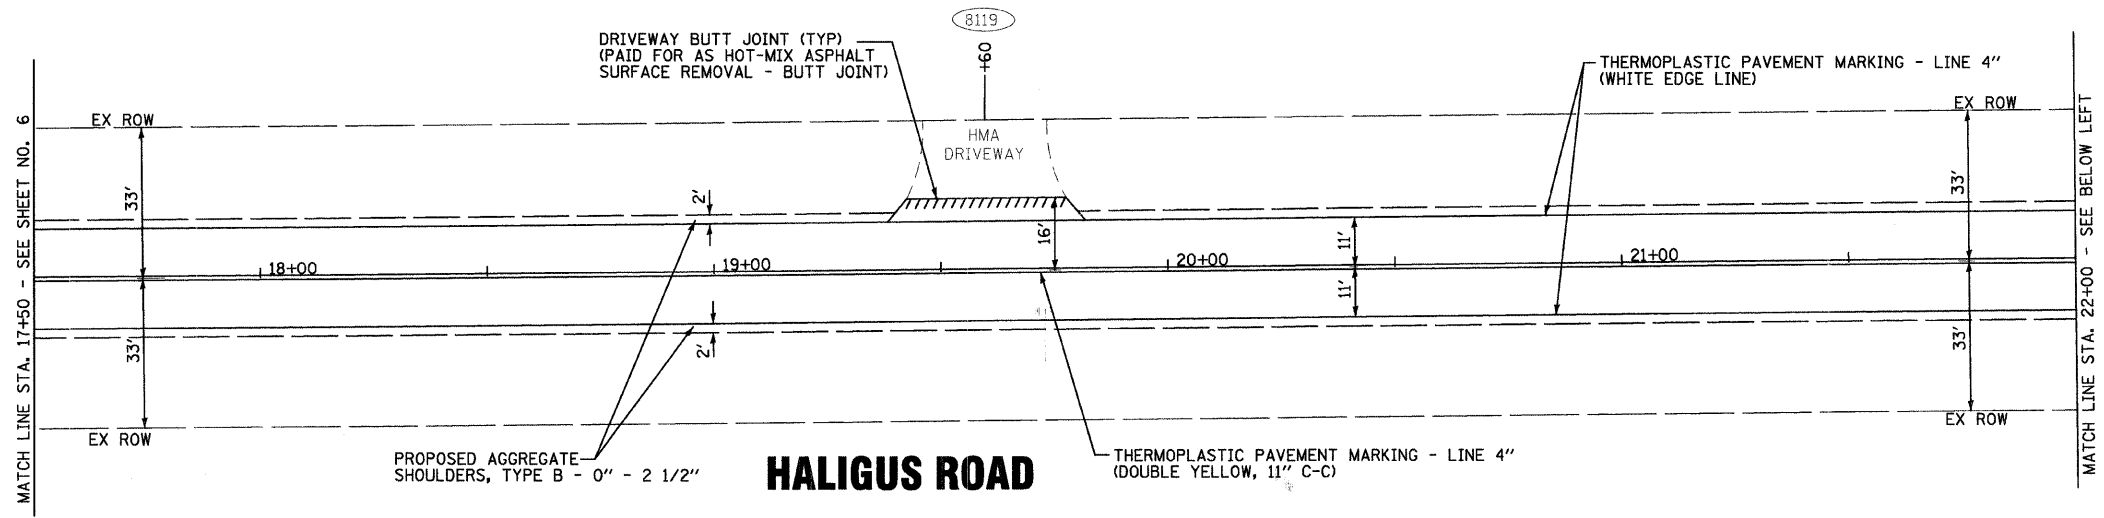 8119
+60
DRIVEWAY BUTT JOINT (TYP)
(PAID FOR AS HOT-MIX ASPHALT
SURFACE REMOVAL - BUTT JOINT)
THERMOPLASTIC PAVEMENT MARKING - LINE 4"
(WHITE EDGE LINE)
MATCH LINE STA. 17+50 - SEE SHEET NO. 6
EX ROW
EX ROW
HMA
DRIVEWAY
33'
2'
16'
11'
33'
18+00
19+00
20+00
21+00
33'
2'
11'
33'
EX ROW
EX ROW
MATCH LINE STA. 22+00 - SEE BELOW LEFT
PROPOSED AGGREGATE
SHOULDERS, TYPE B - 0" - 2 1/2"
HALIGUS ROAD
THERMOPLASTIC PAVEMENT MARKING - LINE 4"
(DOUBLE YELLOW, 11" C-C)